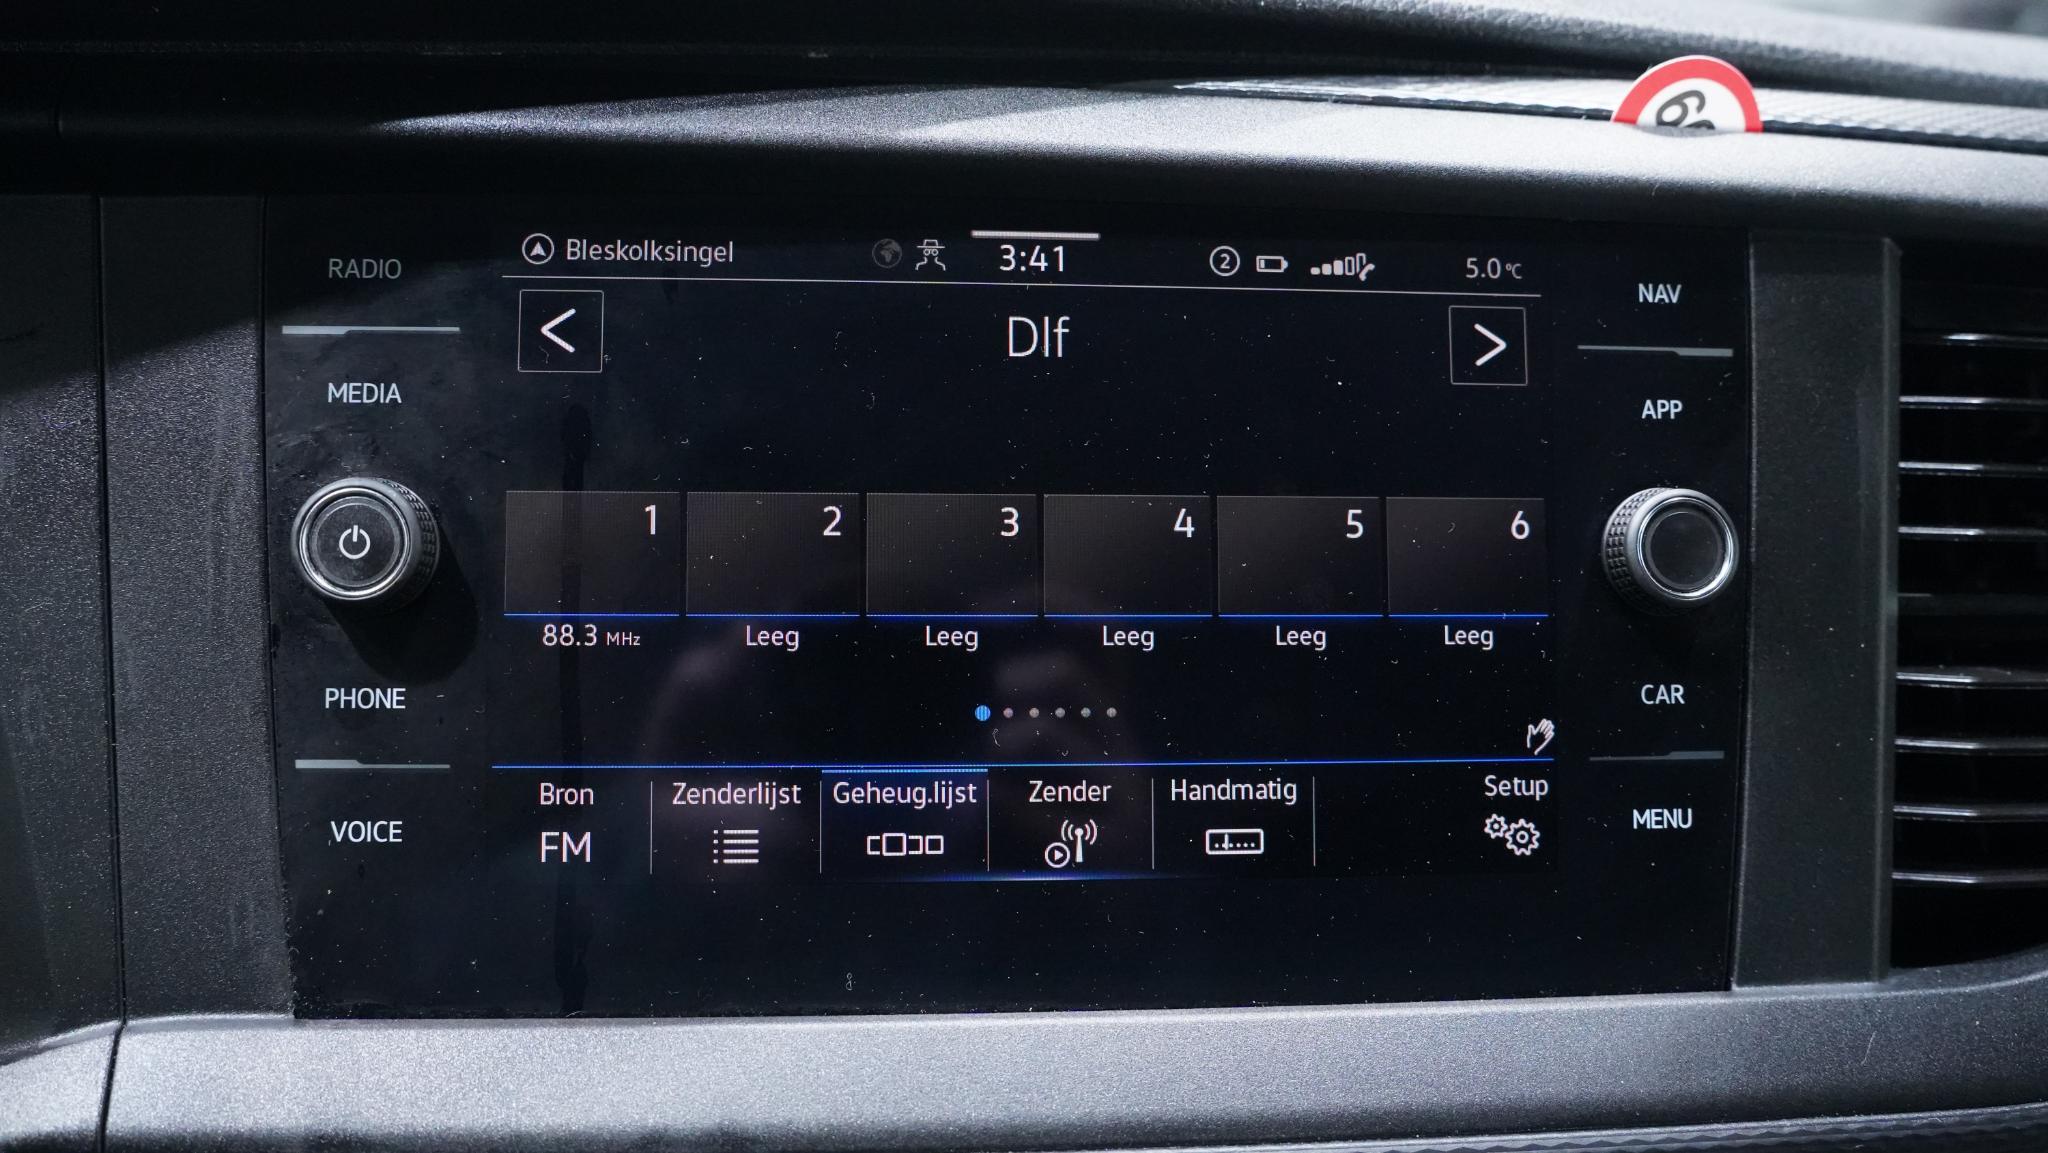 RADIO
MEDIA
PHONE
VOICE
Bleskolksingel
3:41
2
5.0 °C
<
Dlf
>
1 2 3 4 5 6
88.3 MHz Leeg Leeg Leeg Leeg Leeg
Bron Zenderlijst Geheug.lijst Zender Handmatig Setup
FM
NAV
APP
CAR
MENU